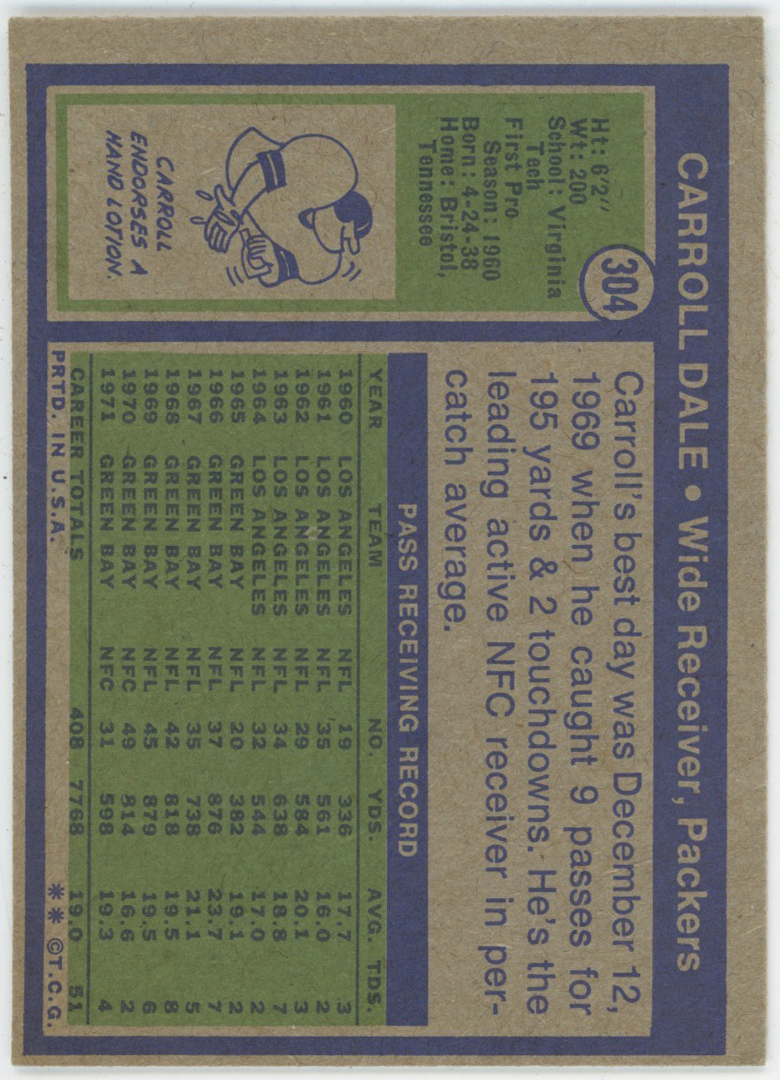 CARROLL DALE • Wide Receiver, Packers
304
Ht: 6'2"
Wt: 200
School: Virginia
Tech
First Pro
Season: 1960
Born: 4-24-38
Home: Bristol,
Tennessee
CARROLL
ENDORSES A
HAND LOTION.
Carroll's best day was December 12,
1969 when he caught 9 passes for
195 yards & 2 touchdowns. He's the
leading active NFC receiver in per-
catch average.
PASS RECEIVING RECORD
YEAR TEAM NO. YDS. AVG. TDS.
1960 LOS ANGELES NFL 19 336 17.7 3
1961 LOS ANGELES NFL 35 561 16.0 2
1962 LOS ANGELES NFL 29 584 20.1 3
1963 LOS ANGELES NFL 34 638 18.8 7
1964 LOS ANGELES NFL 32 544 17.0 2
1965 GREEN BAY NFL 20 382 19.1 2
1966 GREEN BAY NFL 37 876 23.7 7
1967 GREEN BAY NFL 35 738 21.1 5
1968 GREEN BAY NFL 42 818 19.5 8
1969 GREEN BAY NFL 45 879 19.5 6
1970 GREEN BAY NFC 49 814 16.6 2
1971 GREEN BAY NFC 31 598 19.3 4
CAREER TOTALS 408 7768 19.0 51
PRTD. IN U.S.A. ** ©T.C.G.